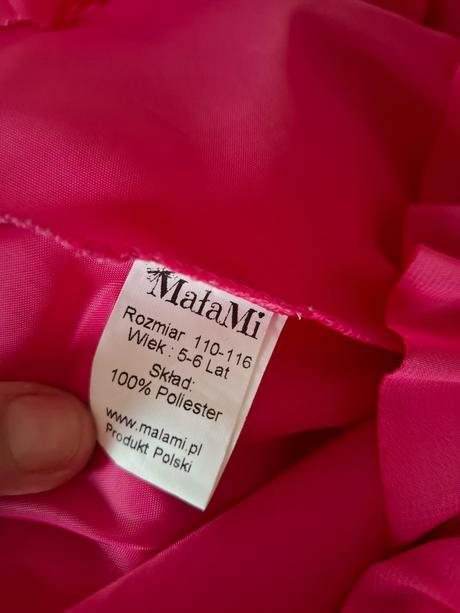 MałaMi
Rozmiar 110-116
Wiek : 5-6 Lat
Skład:
100% Poliester
www.malami.pl
Produkt Polski